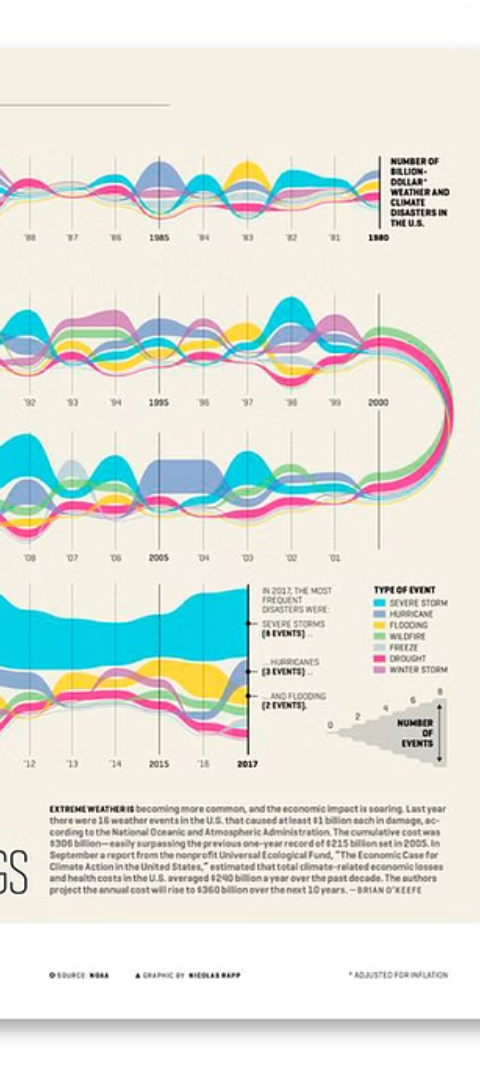 NUMBER OF
BILLION-
DOLLAR*
WEATHER AND
CLIMATE
DISASTERS IN
THE U.S.
'88 '87 '86 1985 '84 '83 '82 '81 1980
'92 '93 '94 1995 '96 '97 '98 '99 2000
'08 '07 '06 2005 '04 '03 '02 '01
IN 2017, THE MOST
FREQUENT
DISASTERS WERE:
SEVERE STORMS
(8 EVENTS) ...
... HURRICANES
(3 EVENTS) ...
... AND FLOODING
(2 EVENTS).
TYPE OF EVENT
SEVERE STORM
HURRICANE
FLOODING
WILDFIRE
FREEZE
DROUGHT
WINTER STORM
0 2 4 6 8
NUMBER
OF
EVENTS
'12 '13 '14 2015 '16 2017
GS
EXTREME WEATHER IS becoming more common, and the economic impact is soaring. Last year
there were 16 weather events in the U.S. that caused at least $1 billion each in damage, ac-
cording to the National Oceanic and Atmospheric Administration. The cumulative cost was
$306 billion—easily surpassing the previous one-year record of $215 billion set in 2005. In
September a report from the nonprofit Universal Ecological Fund, "The Economic Case for
Climate Action in the United States," estimated that total climate-related economic losses
and health costs in the U.S. averaged $240 billion a year over the past decade. The authors
project the annual cost will rise to $360 billion over the next 10 years. —BRIAN O'KEEFE
SOURCE: NOAA GRAPHIC BY NICOLAS RAPP * ADJUSTED FOR INFLATION